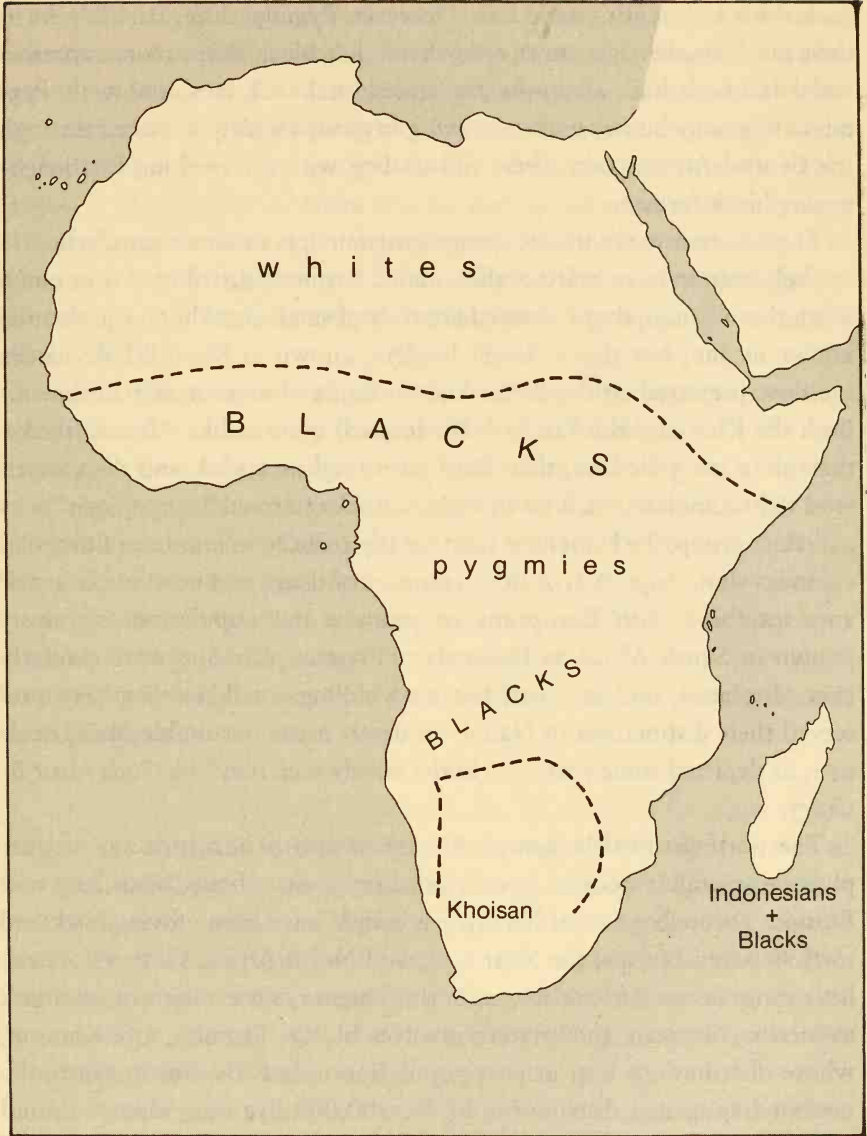 whites
BLACKS
pygmies
BLACKS
Khoisan
Indonesians
+
Blacks